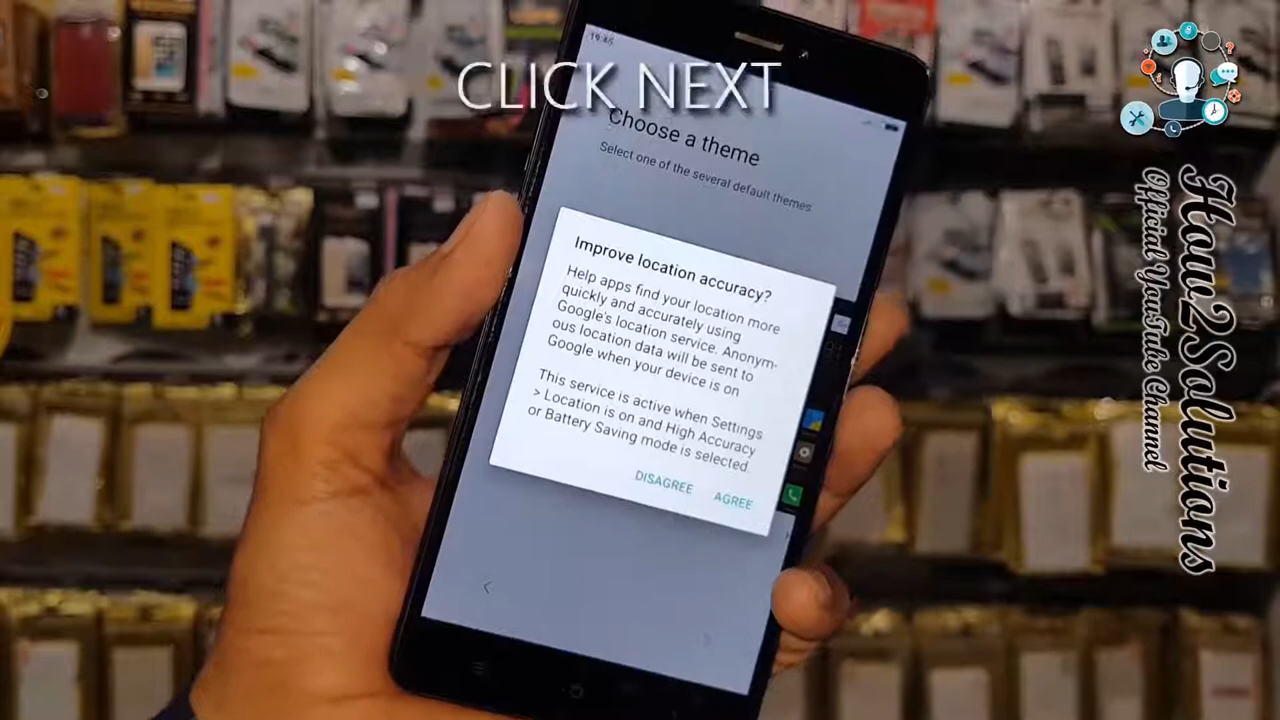 CLICK NEXT
19:45
Choose a theme
Select one of the several default themes
Improve location accuracy?
Help apps find your location more
quickly and accurately using
Google's location service. Anonym-
ous location data will be sent to
Google when your device is on
This service is active when Settings
> Location is on and High Accuracy
or Battery Saving mode is selected
DISAGREE AGREE
How2Solutions
Official YouTube Channel